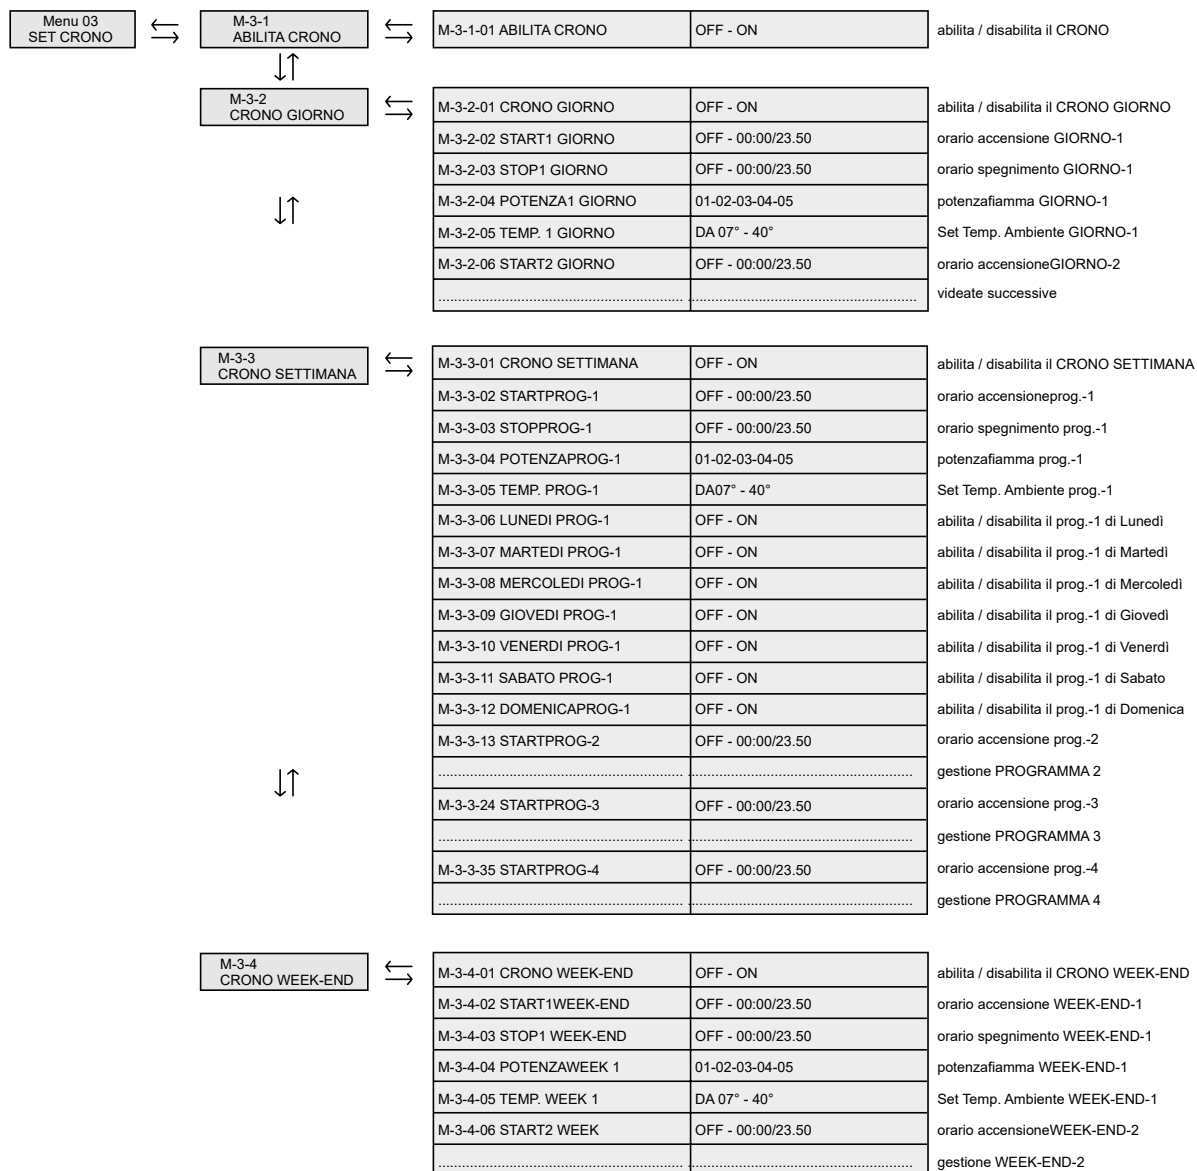 Menu 03
SET CRONO
M-3-1
ABILITA CRONO
M-3-1-01 ABILITA CRONO OFF - ON abilita / disabilita il CRONO
M-3-2
CRONO GIORNO
M-3-2-01 CRONO GIORNO OFF - ON abilita / disabilita il CRONO GIORNO
M-3-2-02 START1 GIORNO OFF - 00:00/23.50 orario accensione GIORNO-1
M-3-2-03 STOP1 GIORNO OFF - 00:00/23.50 orario spegnimento GIORNO-1
M-3-2-04 POTENZA1 GIORNO 01-02-03-04-05 potenzafiamma GIORNO-1
M-3-2-05 TEMP. 1 GIORNO DA 07° - 40° Set Temp. Ambiente GIORNO-1
M-3-2-06 START2 GIORNO OFF - 00:00/23.50 orario accensioneGIORNO-2
........................................................... ....................................................... videate successive
M-3-3
CRONO SETTIMANA
M-3-3-01 CRONO SETTIMANA OFF - ON abilita / disabilita il CRONO SETTIMANA
M-3-3-02 STARTPROG-1 OFF - 00:00/23.50 orario accensioneprog.-1
M-3-3-03 STOPPROG-1 OFF - 00:00/23.50 orario spegnimento prog.-1
M-3-3-04 POTENZAPROG-1 01-02-03-04-05 potenzafiamma prog.-1
M-3-3-05 TEMP. PROG-1 DA07° - 40° Set Temp. Ambiente prog.-1
M-3-3-06 LUNEDI PROG-1 OFF - ON abilita / disabilita il prog.-1 di Lunedì
M-3-3-07 MARTEDI PROG-1 OFF - ON abilita / disabilita il prog.-1 di Martedì
M-3-3-08 MERCOLEDI PROG-1 OFF - ON abilita / disabilita il prog.-1 di Mercoledì
M-3-3-09 GIOVEDI PROG-1 OFF - ON abilita / disabilita il prog.-1 di Giovedì
M-3-3-10 VENERDI PROG-1 OFF - ON abilita / disabilita il prog.-1 di Venerdì
M-3-3-11 SABATO PROG-1 OFF - ON abilita / disabilita il prog.-1 di Sabato
M-3-3-12 DOMENICAPROG-1 OFF - ON abilita / disabilita il prog.-1 di Domenica
M-3-3-13 STARTPROG-2 OFF - 00:00/23.50 orario accensione prog.-2
........................................................... ....................................................... gestione PROGRAMMA 2
M-3-3-24 STARTPROG-3 OFF - 00:00/23.50 orario accensione prog.-3
........................................................... ....................................................... gestione PROGRAMMA 3
M-3-3-35 STARTPROG-4 OFF - 00:00/23.50 orario accensione prog.-4
........................................................... ....................................................... gestione PROGRAMMA 4
M-3-4
CRONO WEEK-END
M-3-4-01 CRONO WEEK-END OFF - ON abilita / disabilita il CRONO WEEK-END
M-3-4-02 START1WEEK-END OFF - 00:00/23.50 orario accensione WEEK-END-1
M-3-4-03 STOP1 WEEK-END OFF - 00:00/23.50 orario spegnimento WEEK-END-1
M-3-4-04 POTENZAWEEK 1 01-02-03-04-05 potenzafiamma WEEK-END-1
M-3-4-05 TEMP. WEEK 1 DA 07° - 40° Set Temp. Ambiente WEEK-END-1
M-3-4-06 START2 WEEK OFF - 00:00/23.50 orario accensioneWEEK-END-2
........................................................... ....................................................... gestione WEEK-END-2